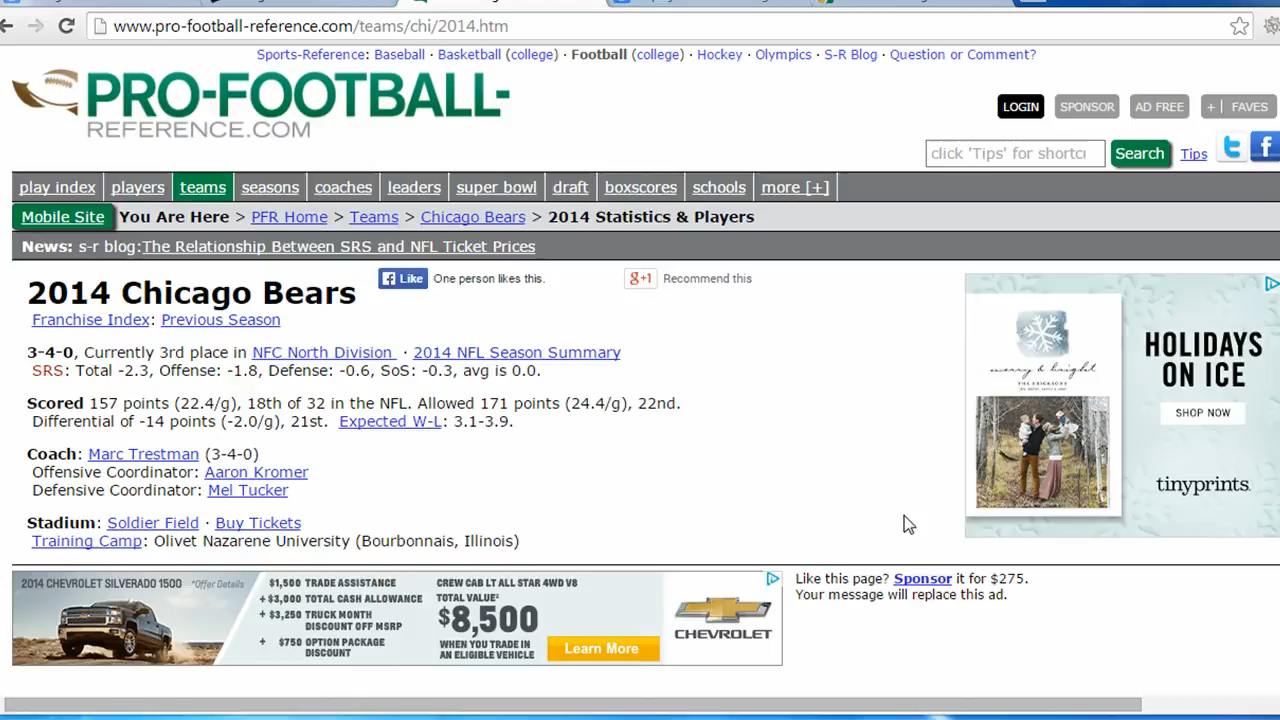 www.pro-football-reference.com/teams/chi/2014.htm
Sports-Reference: Baseball · Basketball (college) · Football (college) · Hockey · Olympics · S-R Blog · Question or Comment?
PRO-FOOTBALL-
REFERENCE.COM
LOGIN SPONSOR AD FREE + | FAVES
click 'Tips' for shortcu Search Tips
play index players teams seasons coaches leaders super bowl draft boxscores schools more [+]
Mobile Site You Are Here > PFR Home > Teams > Chicago Bears > 2014 Statistics & Players
News: s-r blog:The Relationship Between SRS and NFL Ticket Prices
2014 Chicago Bears
Like One person likes this. g+1 Recommend this
Franchise Index: Previous Season
3-4-0, Currently 3rd place in NFC North Division · 2014 NFL Season Summary
SRS: Total -2.3, Offense: -1.8, Defense: -0.6, SoS: -0.3, avg is 0.0.
Scored 157 points (22.4/g), 18th of 32 in the NFL. Allowed 171 points (24.4/g), 22nd.
Differential of -14 points (-2.0/g), 21st. Expected W-L: 3.1-3.9.
Coach: Marc Trestman (3-4-0)
Offensive Coordinator: Aaron Kromer
Defensive Coordinator: Mel Tucker
Stadium: Soldier Field · Buy Tickets
Training Camp: Olivet Nazarene University (Bourbonnais, Illinois)
merry & bright
HOLIDAYS
ON ICE
SHOP NOW
tinyprints.
2014 CHEVROLET SILVERADO 1500 *Offer Details
$1,500 TRADE ASSISTANCE
+ $3,000 TOTAL CASH ALLOWANCE
+ $3,250 TRUCK MONTH
DISCOUNT OFF MSRP
+ $750 OPTION PACKAGE
DISCOUNT
CREW CAB LT ALL STAR 4WD V8
TOTAL VALUE²
$8,500
WHEN YOU TRADE IN
AN ELIGIBLE VEHICLE
Learn More
CHEVROLET
Like this page? Sponsor it for $275.
Your message will replace this ad.